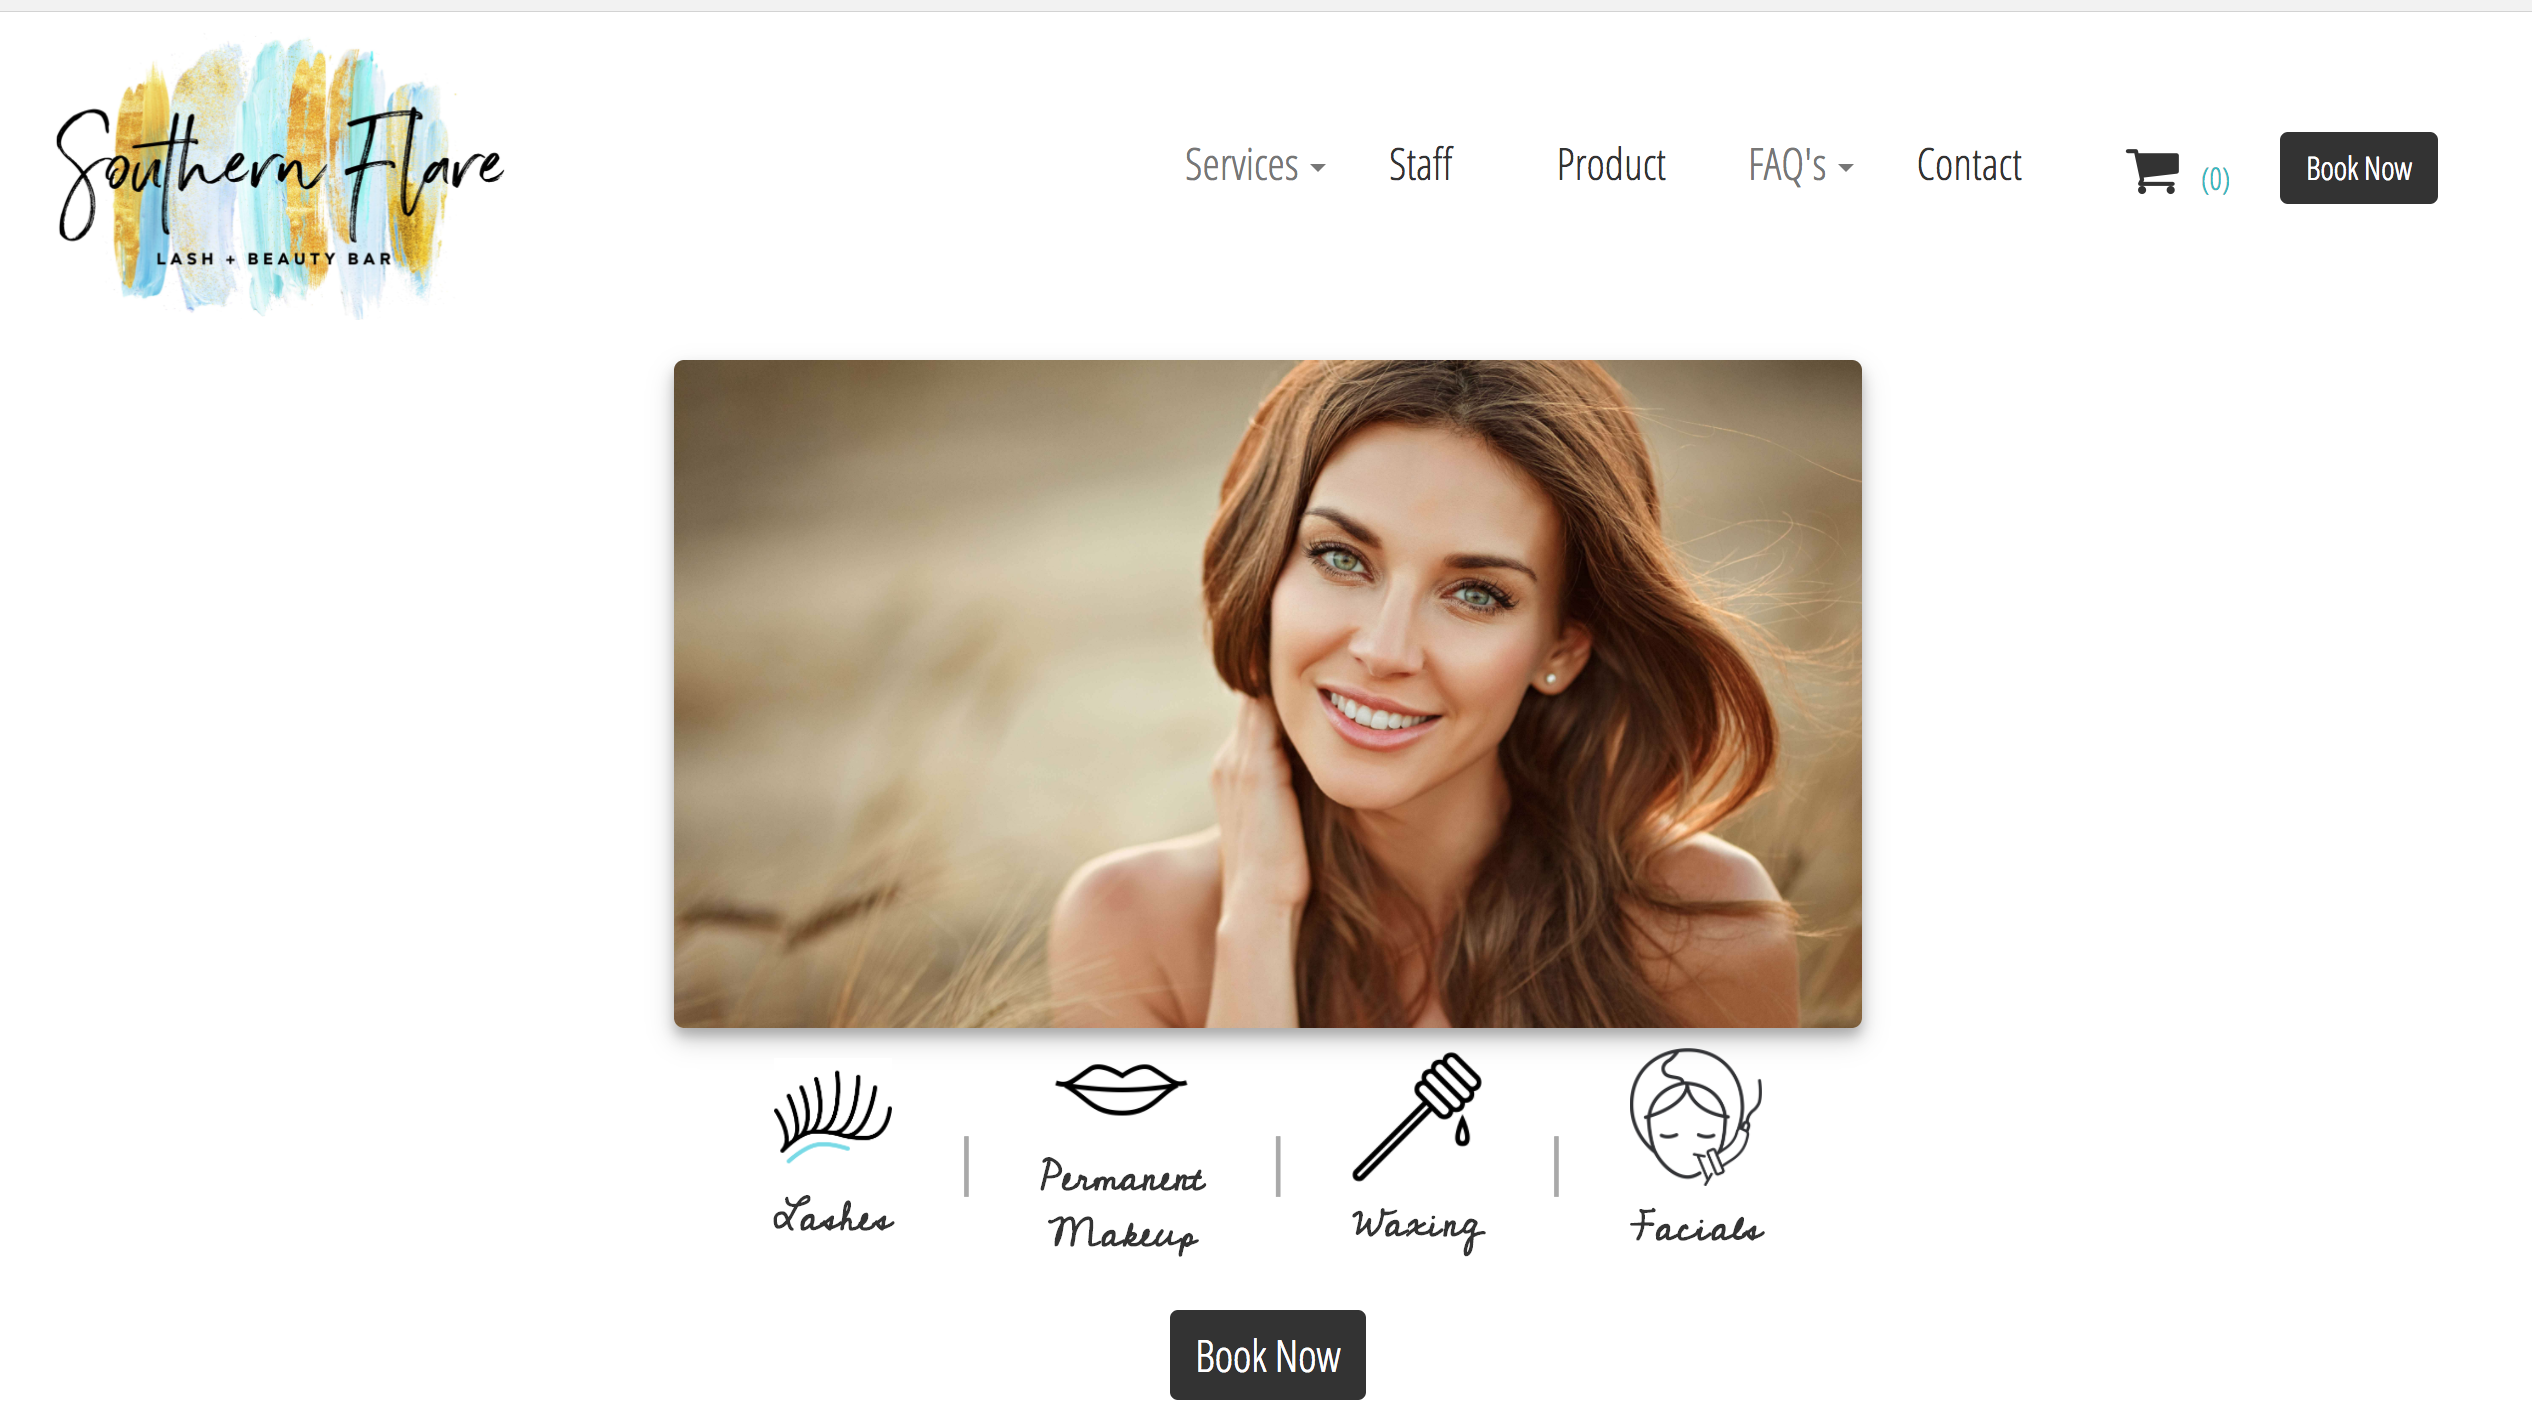 Southern Flare
LASH + BEAUTY BAR
Services
Staff
Product
FAQ's
Contact
(0)
Book Now
Lashes
Permanent
Makeup
Waxing
Facials
Book Now